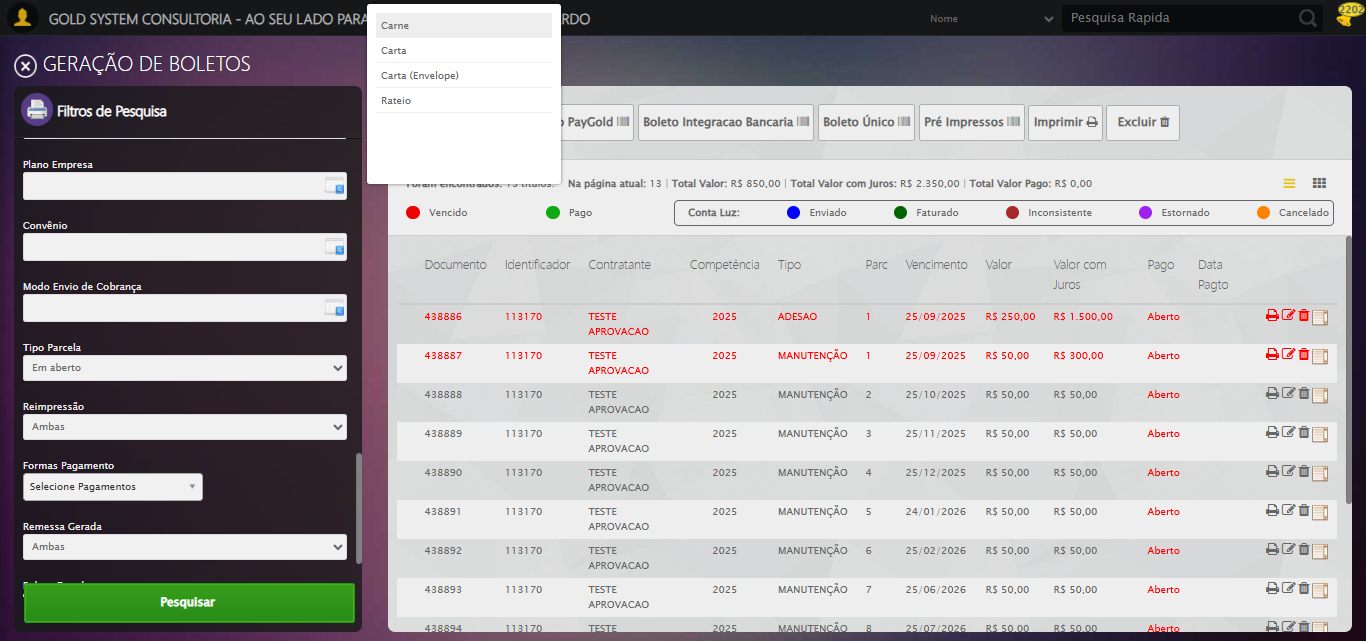 GOLD SYSTEM CONSULTORIA - AO SEU LADO PARA
RDO
Nome
Pesquisa Rapida
2202
Carne
Carta
Carta (Envelope)
Rateio
GERAÇÃO DE BOLETOS
Filtros de Pesquisa
Plano Empresa
Convênio
Modo Envio de Cobrança
Tipo Parcela
Em aberto
Reimpressão
Ambas
Formas Pagamento
Selecione Pagamentos
Remessa Gerada
Ambas
Pesquisar
PayGold
Boleto Integracao Bancaria
Boleto Único
Pré Impressos
Imprimir
Excluir
Foram encontrados: 13 títulos. Na página atual: 13 | Total Valor: R$ 850,00 | Total Valor com Juros: R$ 2.350,00 | Total Valor Pago: R$ 0,00
Vencido Pago Conta Luz: Enviado Faturado Inconsistente Estornado Cancelado
Documento Identificador Contratante Competência Tipo Parc Vencimento Valor Valor com Juros Pago Data Pagto
438886 113170 TESTE APROVACAO 2025 ADESAO 1 25/09/2025 R$ 250,00 R$ 1.500,00 Aberto
438887 113170 TESTE APROVACAO 2025 MANUTENÇÃO 1 25/09/2025 R$ 50,00 R$ 300,00 Aberto
438888 113170 TESTE APROVACAO 2025 MANUTENÇÃO 2 25/10/2025 R$ 50,00 R$ 50,00 Aberto
438889 113170 TESTE APROVACAO 2025 MANUTENÇÃO 3 25/11/2025 R$ 50,00 R$ 50,00 Aberto
438890 113170 TESTE APROVACAO 2025 MANUTENÇÃO 4 25/12/2025 R$ 50,00 R$ 50,00 Aberto
438891 113170 TESTE APROVACAO 2025 MANUTENÇÃO 5 24/01/2026 R$ 50,00 R$ 50,00 Aberto
438892 113170 TESTE APROVACAO 2025 MANUTENÇÃO 6 25/02/2026 R$ 50,00 R$ 50,00 Aberto
438893 113170 TESTE APROVACAO 2025 MANUTENÇÃO 7 25/06/2026 R$ 50,00 R$ 50,00 Aberto
438894 113170 TESTE 2025 MANUTENÇÃO 8 25/07/2026 R$ 50,00 R$ 50,00 Aberto